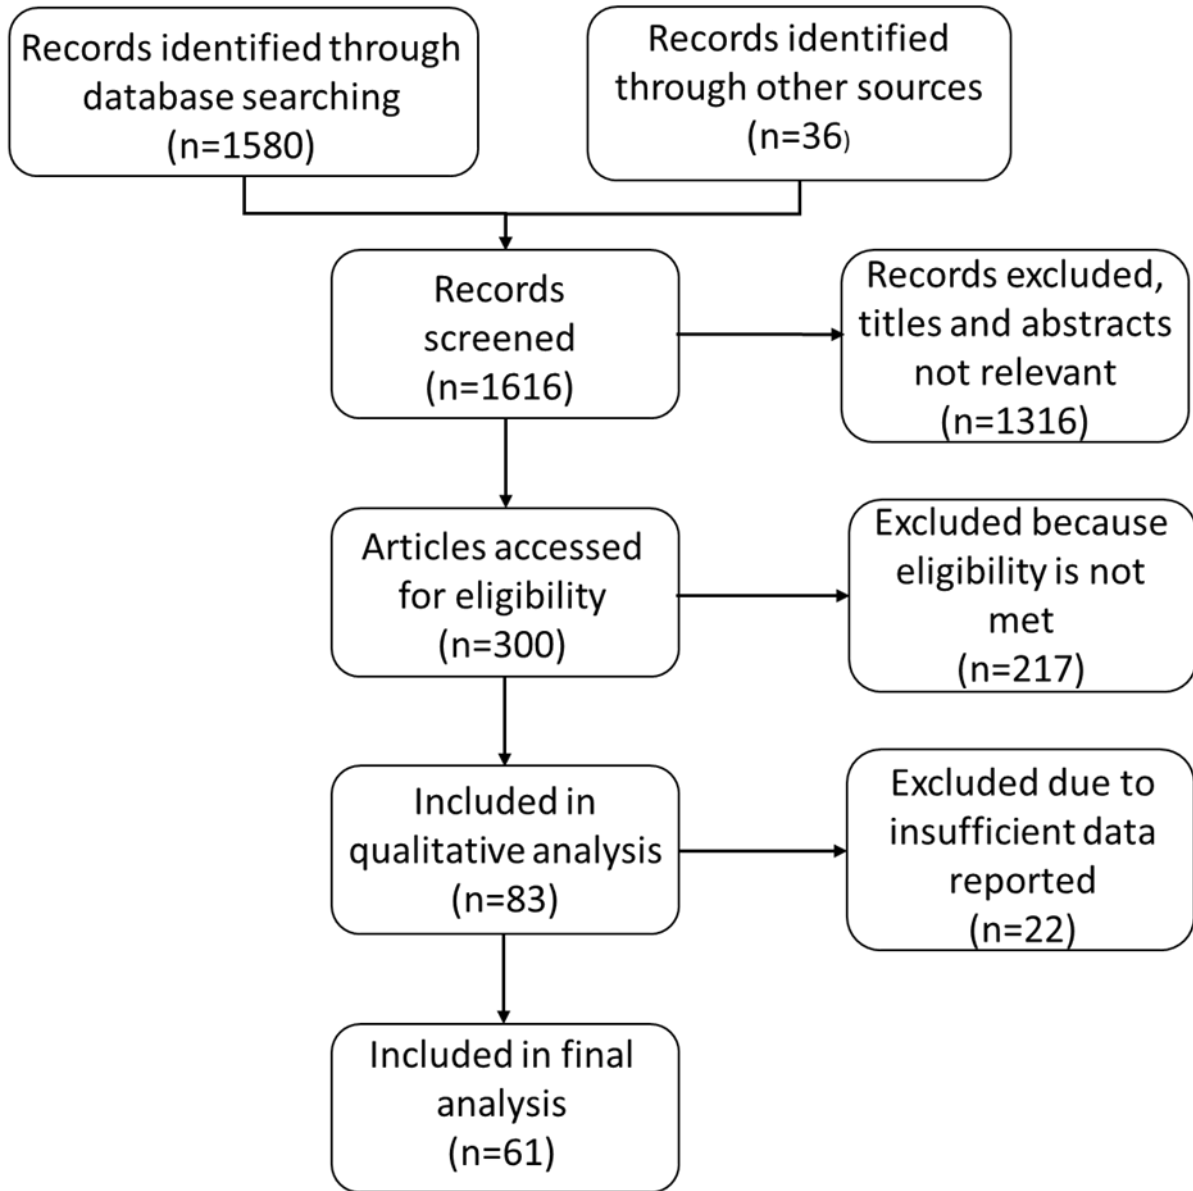 Records identified through
database searching
(n=1580)
Records identified
through other sources
(n=36)
Records
screened
(n=1616)
Records excluded,
titles and abstracts
not relevant
(n=1316)
Articles accessed
for eligibility
(n=300)
Excluded because
eligibility is not
met
(n=217)
Included in
qualitative analysis
(n=83)
Excluded due to
insufficient data
reported
(n=22)
Included in final
analysis
(n=61)